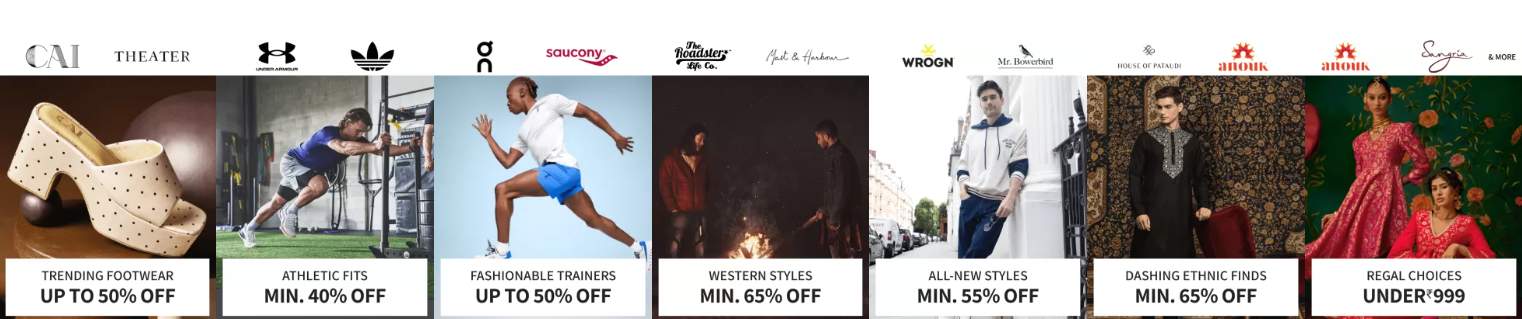 CAI
THEATER
UNDER ARMOUR
On
saucony
The
Roadster
Life Co.
Mast & Harbour
WROGN
Mr. Bowerbird
HOUSE OF PATAUDI
anouk
anouk
Sangria
& MORE
CAI
TRENDING FOOTWEAR
UP TO 50% OFF
ATHLETIC FITS
MIN. 40% OFF
FASHIONABLE TRAINERS
UP TO 50% OFF
WESTERN STYLES
MIN. 65% OFF
ALL-NEW STYLES
MIN. 55% OFF
DASHING ETHNIC FINDS
MIN. 65% OFF
REGAL CHOICES
UNDER ₹999